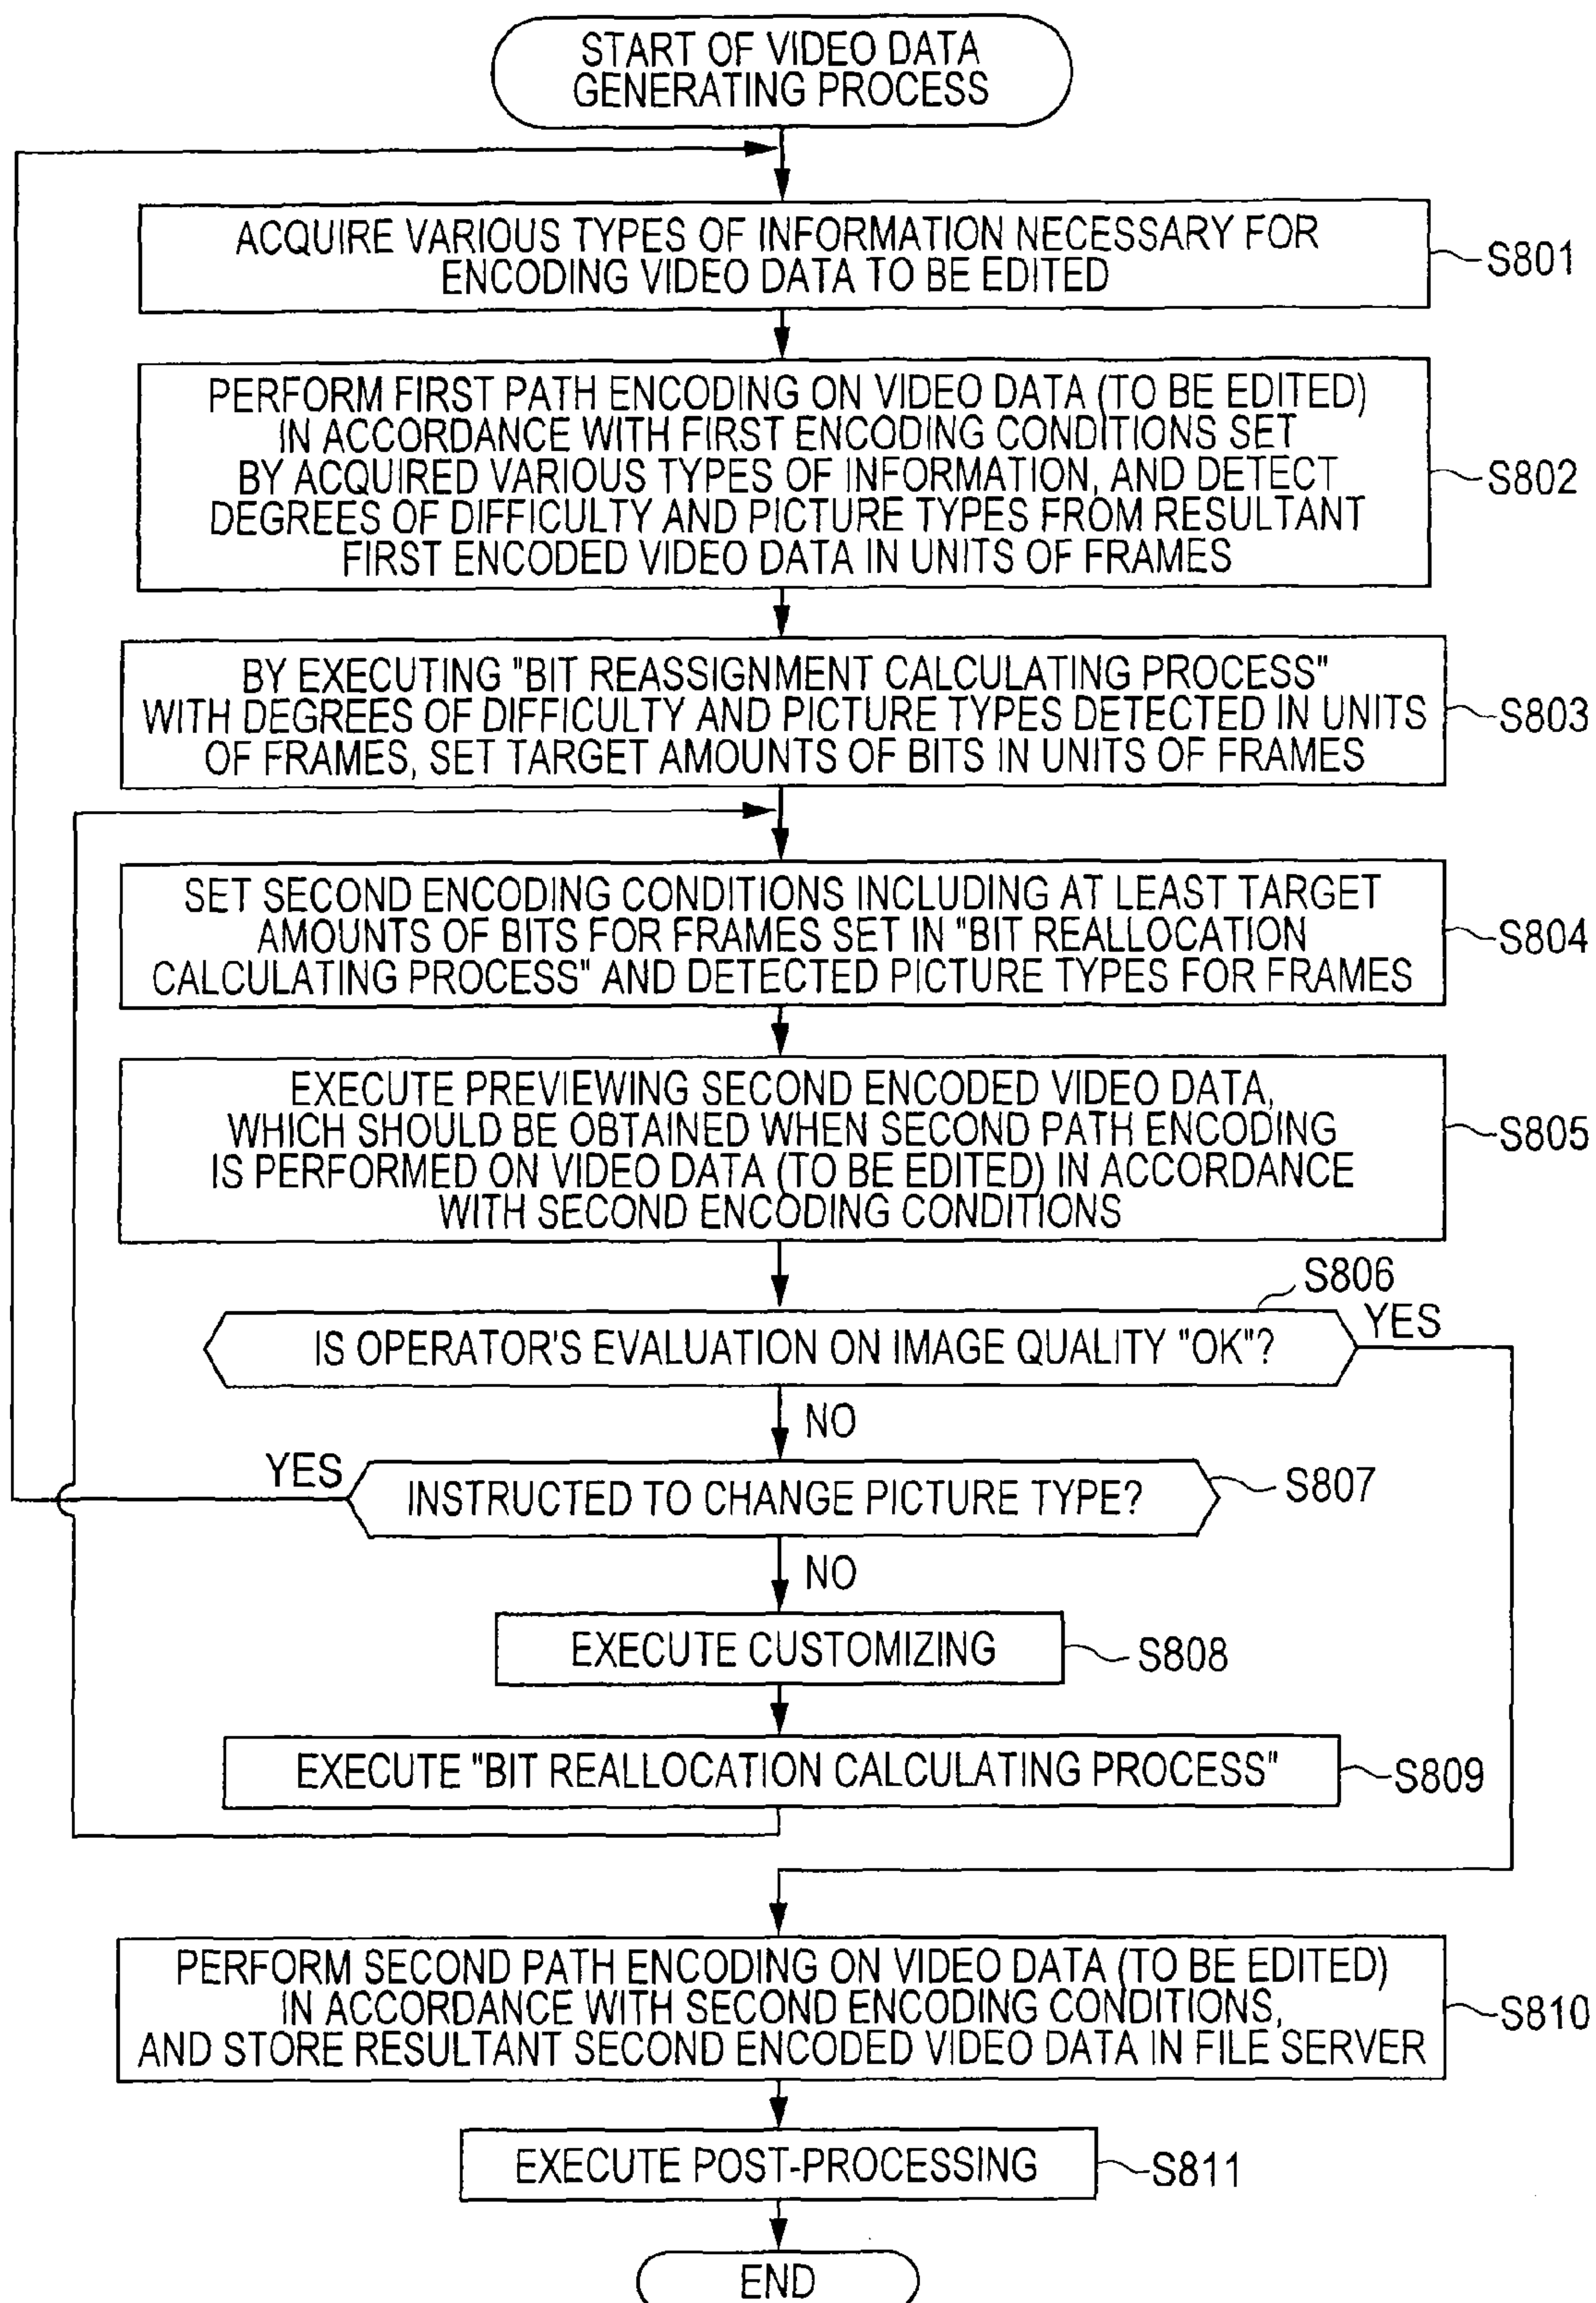 START OF VIDEO DATA
GENERATING PROCESS
ACQUIRE VARIOUS TYPES OF INFORMATION NECESSARY FOR
ENCODING VIDEO DATA TO BE EDITED
S801
PERFORM FIRST PATH ENCODING ON VIDEO DATA (TO BE EDITED)
IN ACCORDANCE WITH FIRST ENCODING CONDITIONS SET
BY ACQUIRED VARIOUS TYPES OF INFORMATION, AND DETECT
DEGREES OF DIFFICULTY AND PICTURE TYPES FROM RESULTANT
FIRST ENCODED VIDEO DATA IN UNITS OF FRAMES
S802
BY EXECUTING "BIT REASSIGNMENT CALCULATING PROCESS"
WITH DEGREES OF DIFFICULTY AND PICTURE TYPES DETECTED IN UNITS
OF FRAMES, SET TARGET AMOUNTS OF BITS IN UNITS OF FRAMES
S803
SET SECOND ENCODING CONDITIONS INCLUDING AT LEAST TARGET
AMOUNTS OF BITS FOR FRAMES SET IN "BIT REALLOCATION
CALCULATING PROCESS" AND DETECTED PICTURE TYPES FOR FRAMES
S804
EXECUTE PREVIEWING SECOND ENCODED VIDEO DATA,
WHICH SHOULD BE OBTAINED WHEN SECOND PATH ENCODING
IS PERFORMED ON VIDEO DATA (TO BE EDITED) IN ACCORDANCE
WITH SECOND ENCODING CONDITIONS
S805
S806
IS OPERATOR'S EVALUATION ON IMAGE QUALITY "OK"?
YES
NO
YES
INSTRUCTED TO CHANGE PICTURE TYPE?
S807
NO
EXECUTE CUSTOMIZING
S808
EXECUTE "BIT REALLOCATION CALCULATING PROCESS"
S809
PERFORM SECOND PATH ENCODING ON VIDEO DATA (TO BE EDITED)
IN ACCORDANCE WITH SECOND ENCODING CONDITIONS,
AND STORE RESULTANT SECOND ENCODED VIDEO DATA IN FILE SERVER
S810
EXECUTE POST-PROCESSING
S811
END